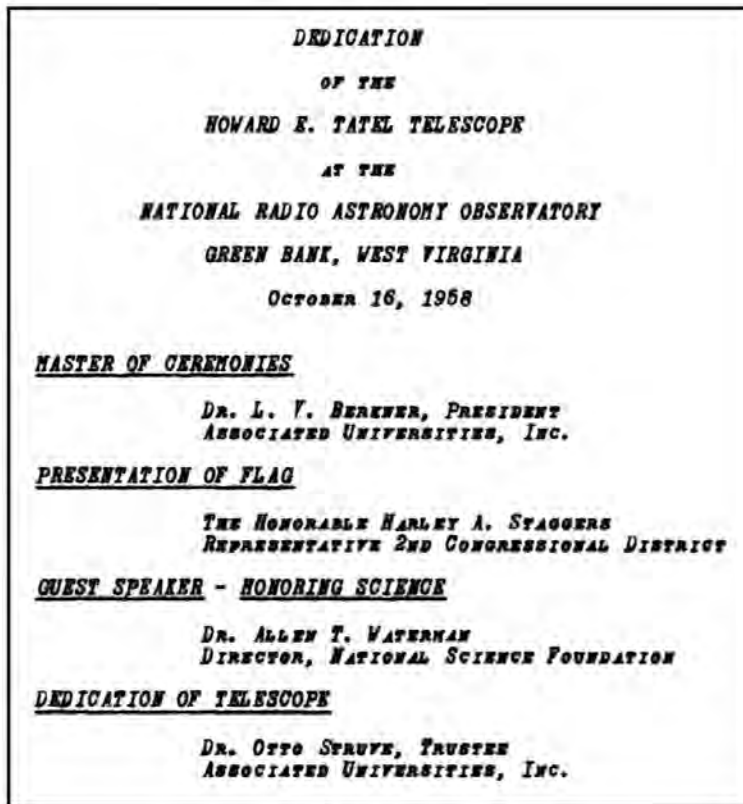 DEDICATION
OF THE
HOWARD E. TATEL TELESCOPE
AT THE
NATIONAL RADIO ASTRONOMY OBSERVATORY
GREEN BANK, WEST VIRGINIA
OCTOBER 16, 1958
MASTER OF CEREMONIES
DR. L. V. BERKNER, PRESIDENT
ASSOCIATED UNIVERSITIES, INC.
PRESENTATION OF FLAG
THE HONORABLE HARLEY A. STAGGERS
REPRESENTATIVE 2ND CONGRESSIONAL DISTRICT
GUEST SPEAKER - HONORING SCIENCE
DR. ALLEN T. WATERMAN
DIRECTOR, NATIONAL SCIENCE FOUNDATION
DEDICATION OF TELESCOPE
DR. OTTO STRUVE, TRUSTEE
ASSOCIATED UNIVERSITIES, INC.